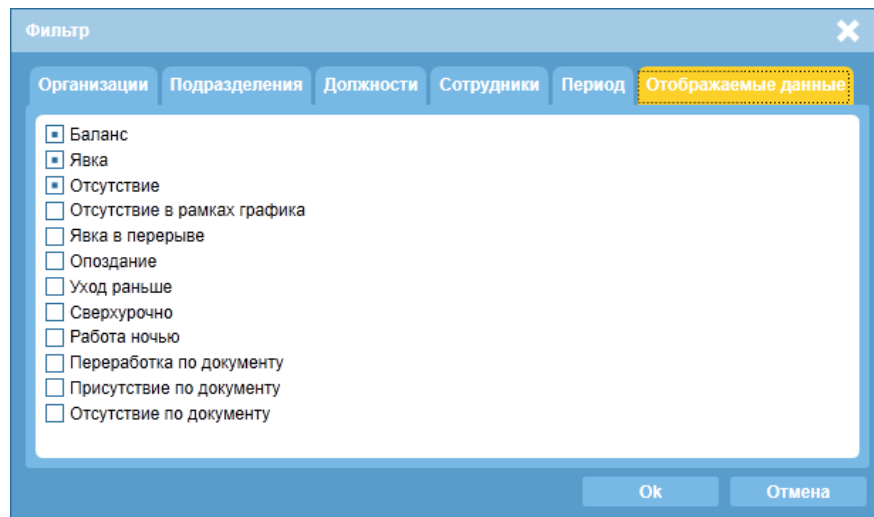 Фильтр
Организации Подразделения Должности Сотрудники Период Отображаемые данные
Баланс
Явка
Отсутствие
Отсутствие в рамках графика
Явка в перерыве
Опоздание
Уход раньше
Сверхурочно
Работа ночью
Переработка по документу
Присутствие по документу
Отсутствие по документу
Ok Отмена